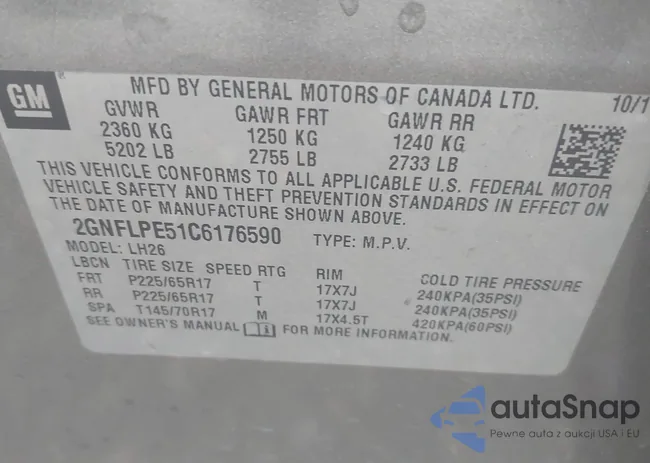 GM
MFD BY GENERAL MOTORS OF CANADA LTD. 10/1
GVWR GAWR FRT GAWR RR
2360 KG 1250 KG 1240 KG
5202 LB 2755 LB 2733 LB
THIS VEHICLE CONFORMS TO ALL APPLICABLE U.S. FEDERAL MOTOR
VEHICLE SAFETY AND THEFT PREVENTION STANDARDS IN EFFECT ON
THE DATE OF MANUFACTURE SHOWN ABOVE.
2GNFLPE51C6176590 TYPE: M.P.V.
MODEL: LH26
LBCN TIRE SIZE SPEED RTG RIM COLD TIRE PRESSURE
FRT P225/65R17 T 17X7J 240KPA(35PSI)
RR P225/65R17 T 17X7J 240KPA(35PSI)
SPA T145/70R17 M 17X4.5T 420KPA(60PSI)
SEE OWNER'S MANUAL FOR MORE INFORMATION.
autaSnap
Pewne auta z aukcji USA i EU